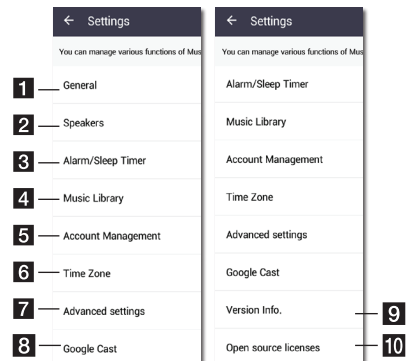 ← Settings
You can manage various functions of Mus
1 General
2 Speakers
3 Alarm/Sleep Timer
4 Music Library
5 Account Management
6 Time Zone
7 Advanced settings
8 Google Cast
← Settings
You can manage various functions of Mus
Alarm/Sleep Timer
Music Library
Account Management
Time Zone
Advanced settings
Google Cast
Version Info. 9
Open source licenses 10